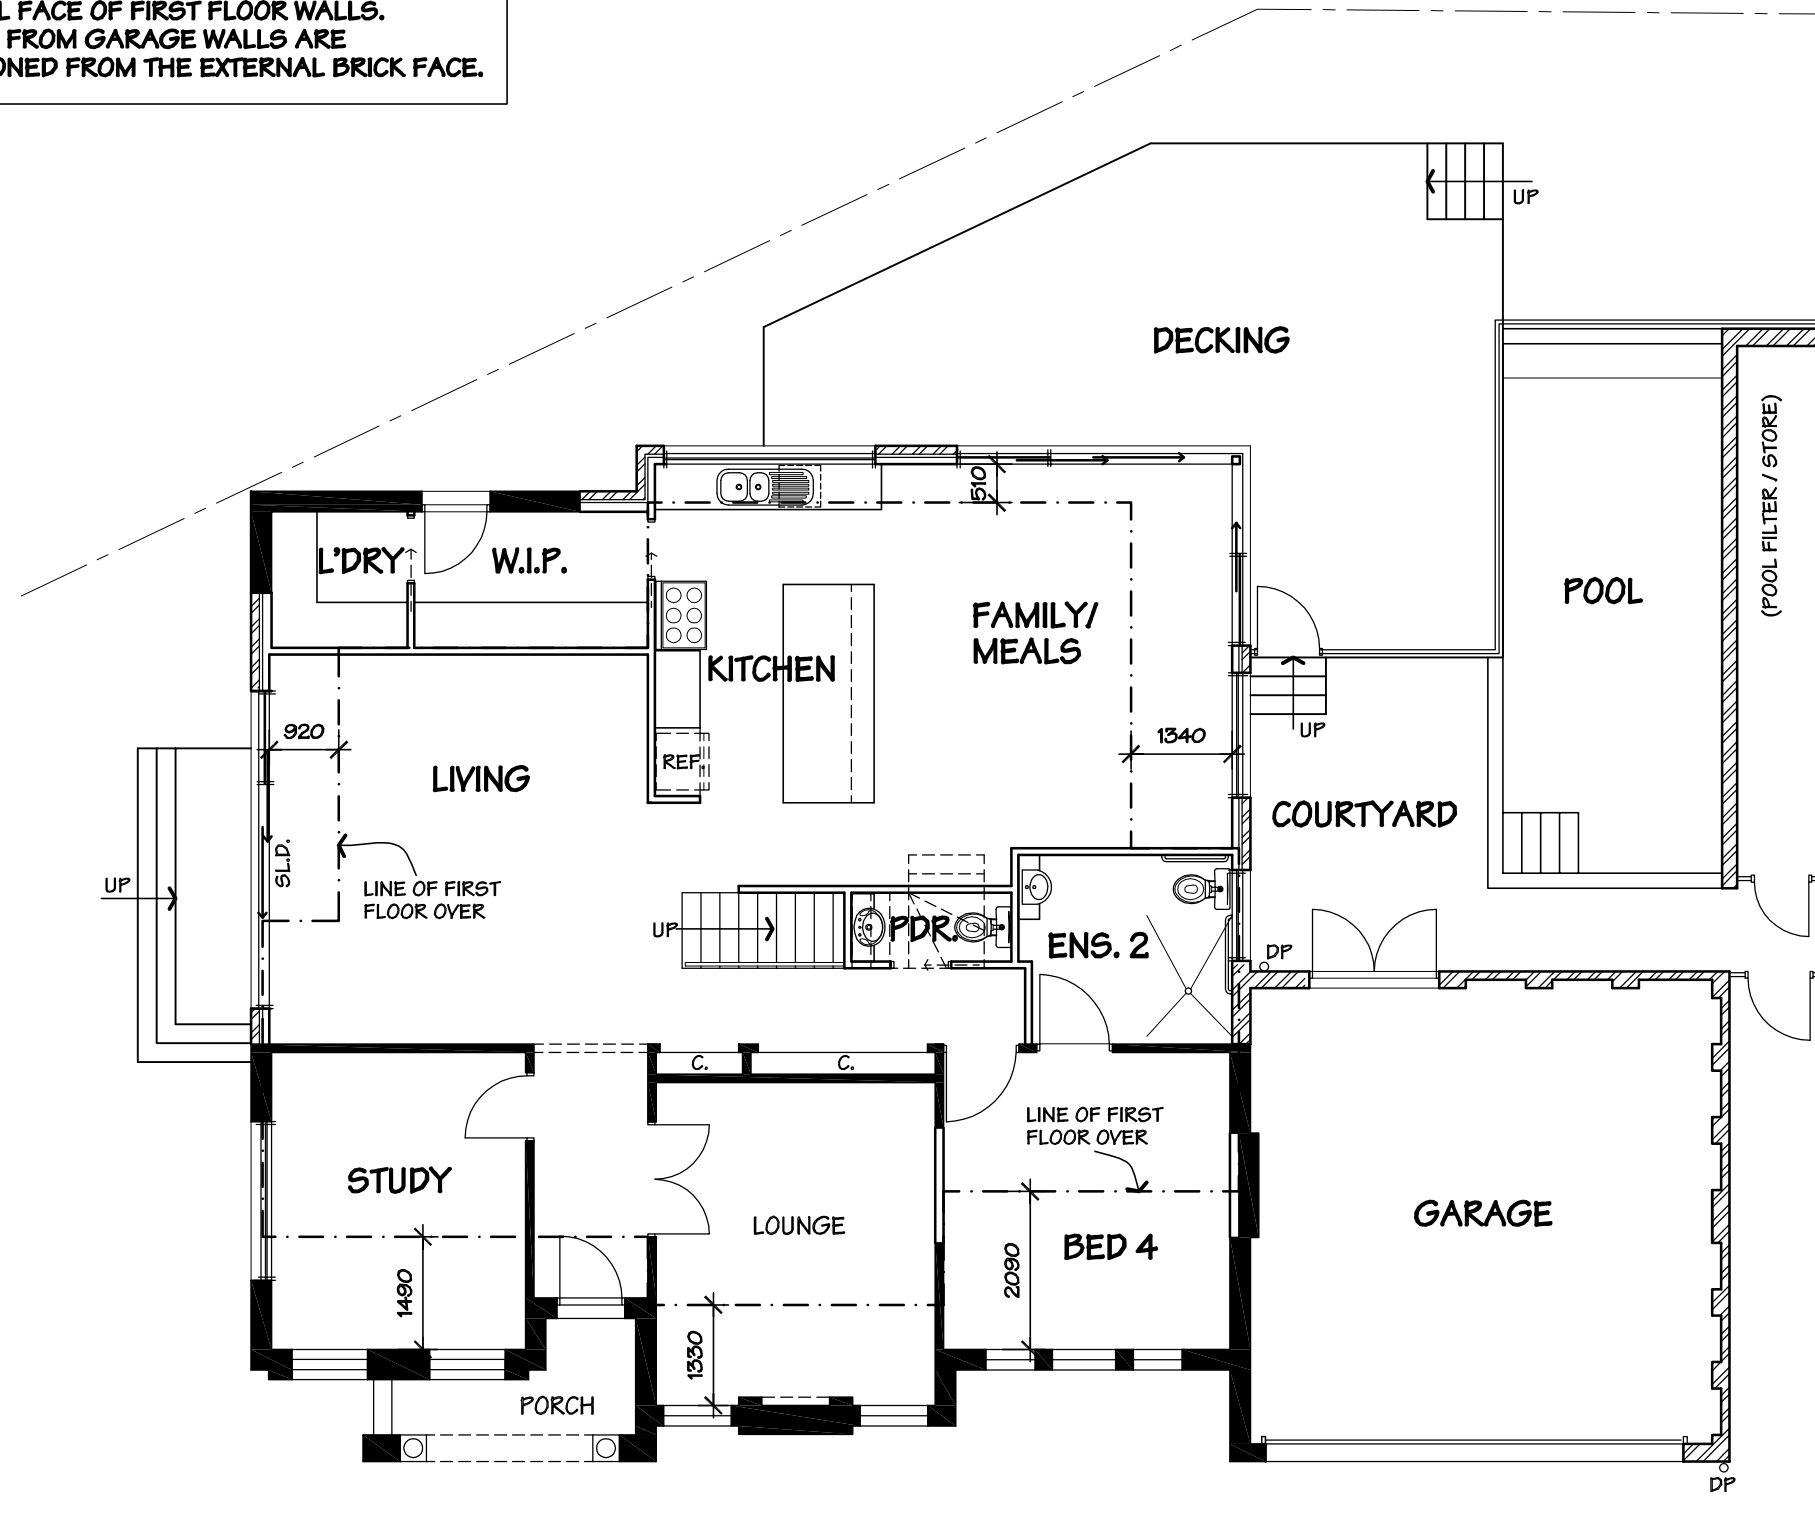 L FACE OF FIRST FLOOR WALLS.
FROM GARAGE WALLS ARE
ONED FROM THE EXTERNAL BRICK FACE.
UP
DECKING
(POOL FILTER / STORE)
510
L'DRY
W.I.P.
POOL
FAMILY/
MEALS
KITCHEN
920
1340
UP
REF.
LIVING
COURTYARD
SL.D.
UP
LINE OF FIRST
FLOOR OVER
UP
PDR.
ENS. 2
DP
C.
C.
LINE OF FIRST
FLOOR OVER
STUDY
LOUNGE
GARAGE
BED 4
2090
1490
1330
PORCH
DP